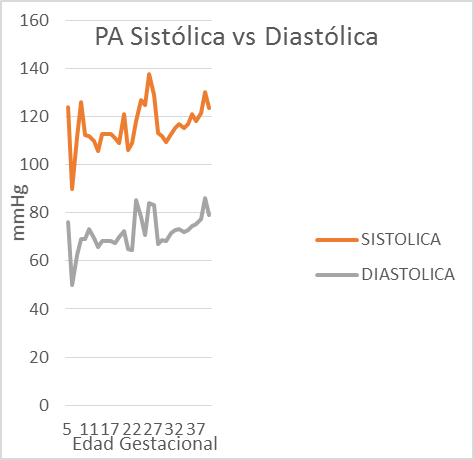 PA Sistólica vs Diastólica
160
140
120
100
80
60
40
20
0
mmHg
5 11 17 22 27 32 37
Edad Gestacional
SISTOLICA
DIASTOLICA